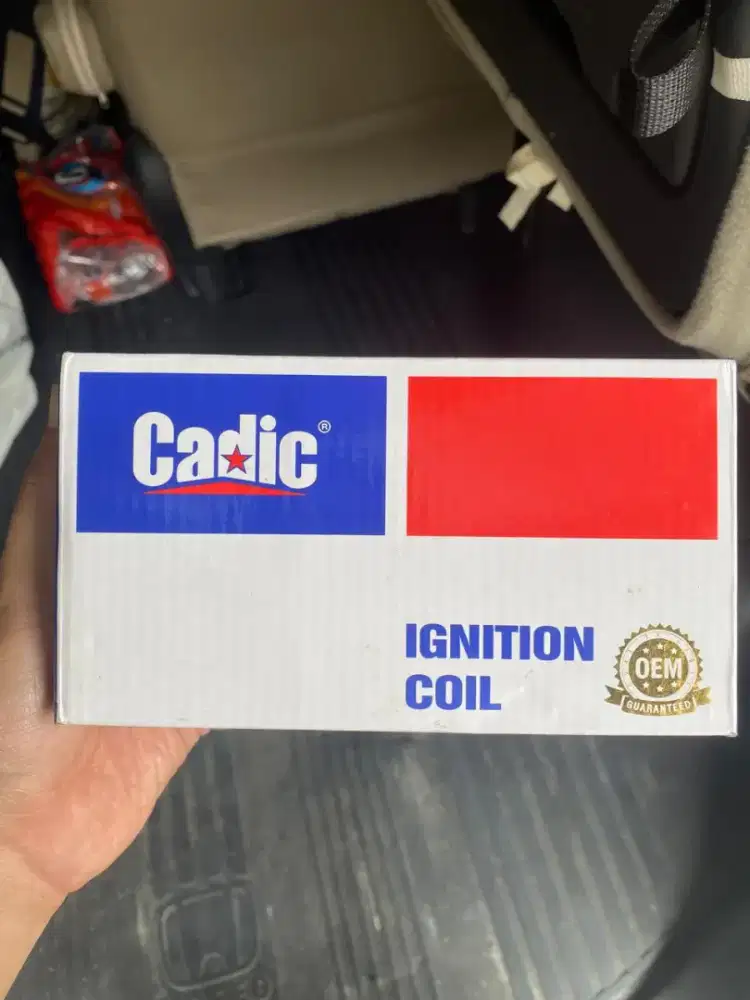 Cadic®
IGNITION
COIL
OEM
GUARANTEED